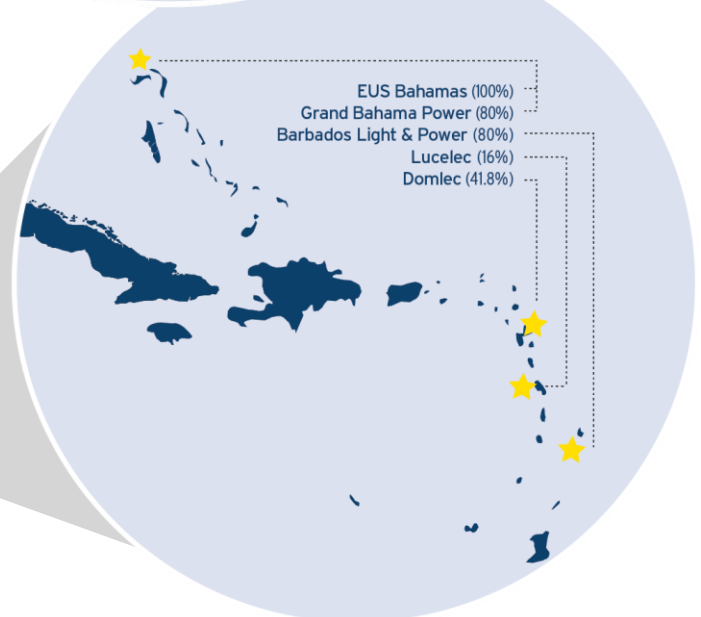 EUS Bahamas (100%)
Grand Bahama Power (80%)
Barbados Light & Power (80%)
Lucelec (16%)
Domlec (41.8%)